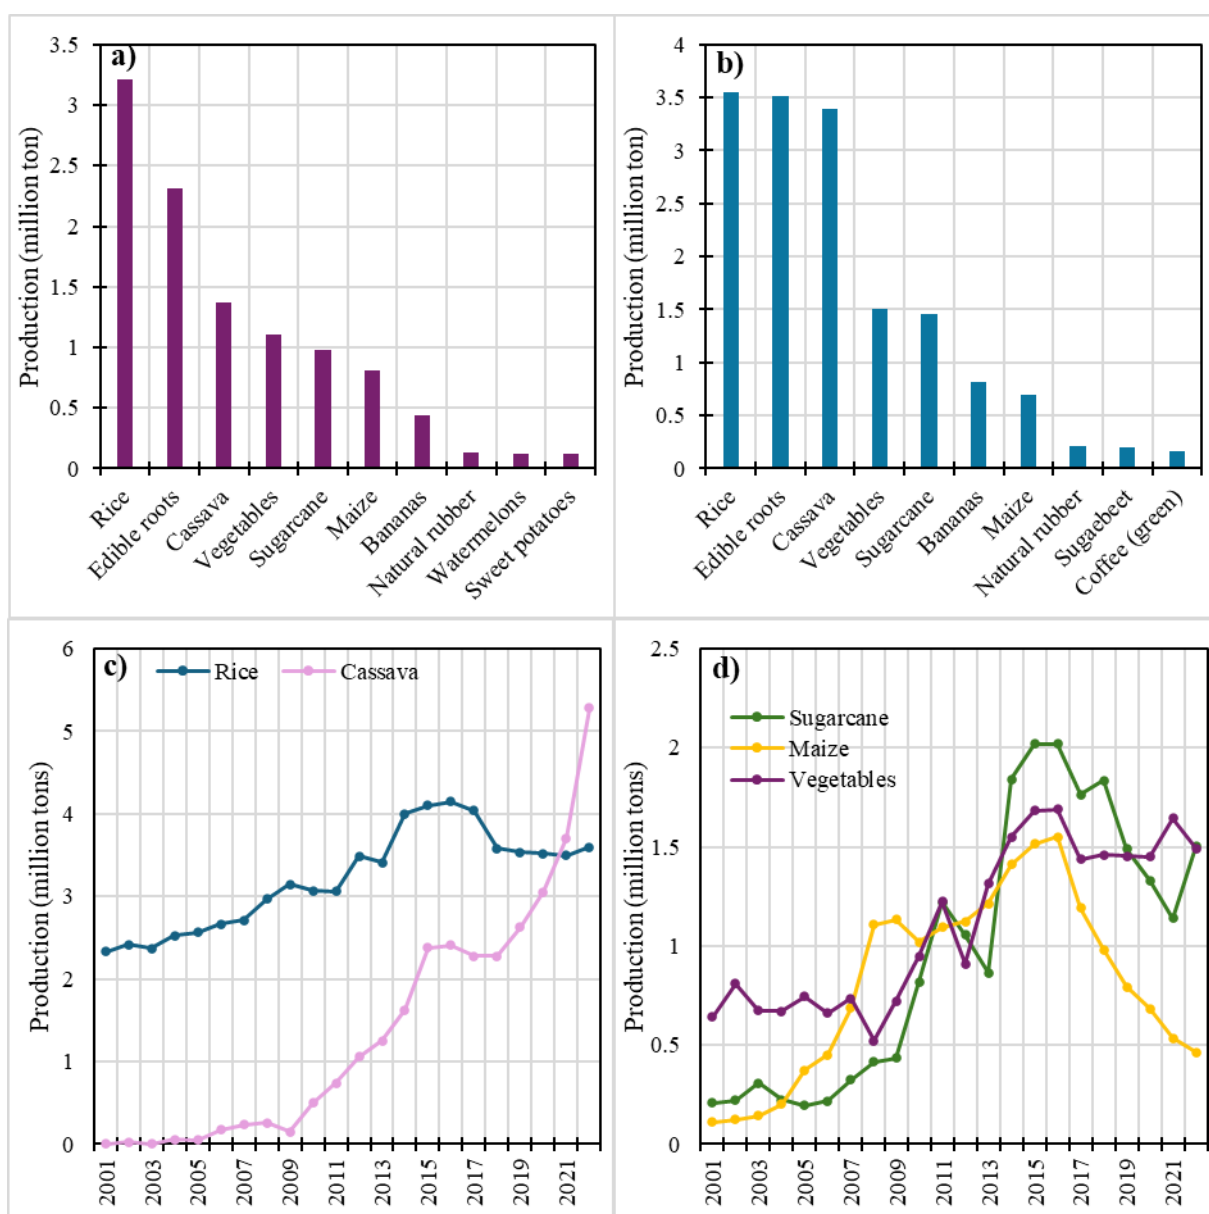 a)
Production (million ton)
3.5
3
2.5
2
1.5
1
0.5
0
Rice
Edible roots
Cassava
Vegetables
Sugarcane
Maize
Bananas
Natural rubber
Watermelons
Sweet potatoes
b)
Production (million ton)
4
3.5
3
2.5
2
1.5
1
0.5
0
Rice
Edible roots
Cassava
Vegetables
Sugarcane
Bananas
Maize
Natural rubber
Sugaebeet
Coffee (green)
c)
Rice
Cassava
Production (million tons)
6
5
4
3
2
1
0
2001
2003
2005
2007
2009
2011
2013
2015
2017
2019
2021
d)
Sugarcane
Maize
Vegetables
Production (million tons)
2.5
2
1.5
1
0.5
0
2001
2003
2005
2007
2009
2011
2013
2015
2017
2019
2021